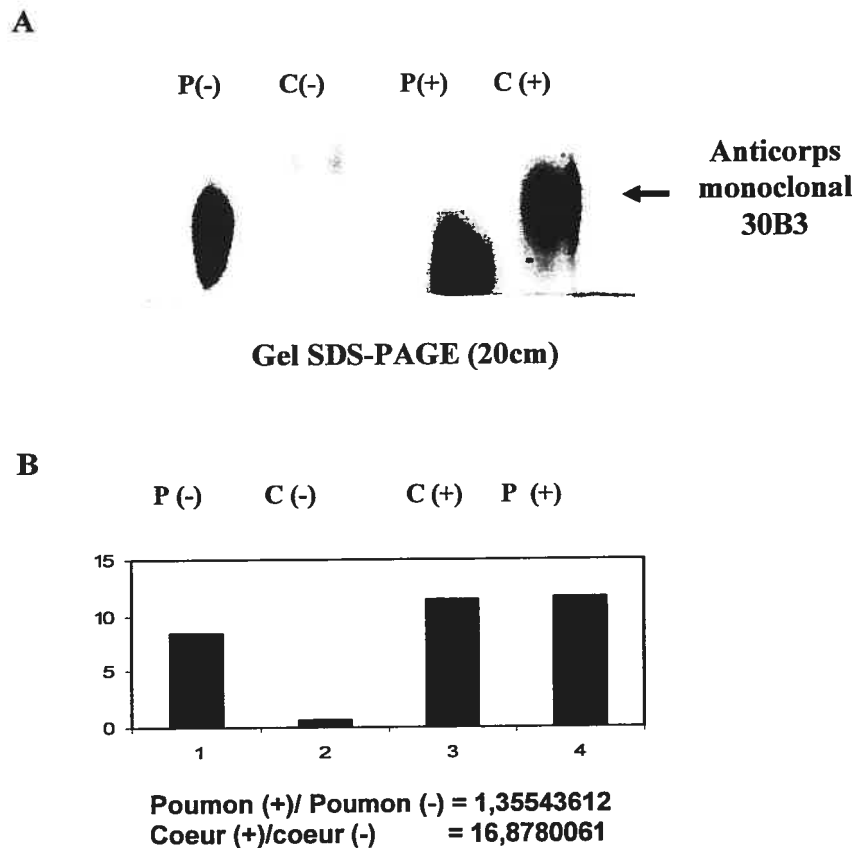 A
P(-) C(-) P(+) C (+)
Anticorps
monoclonal
30B3
Gel SDS-PAGE (20cm)
B
P (-) C (-) C (+) P (+)
15
10
5
0
1 2 3 4
Poumon (+)/ Poumon (-) = 1,35543612
Coeur (+)/coeur (-) = 16,8780061